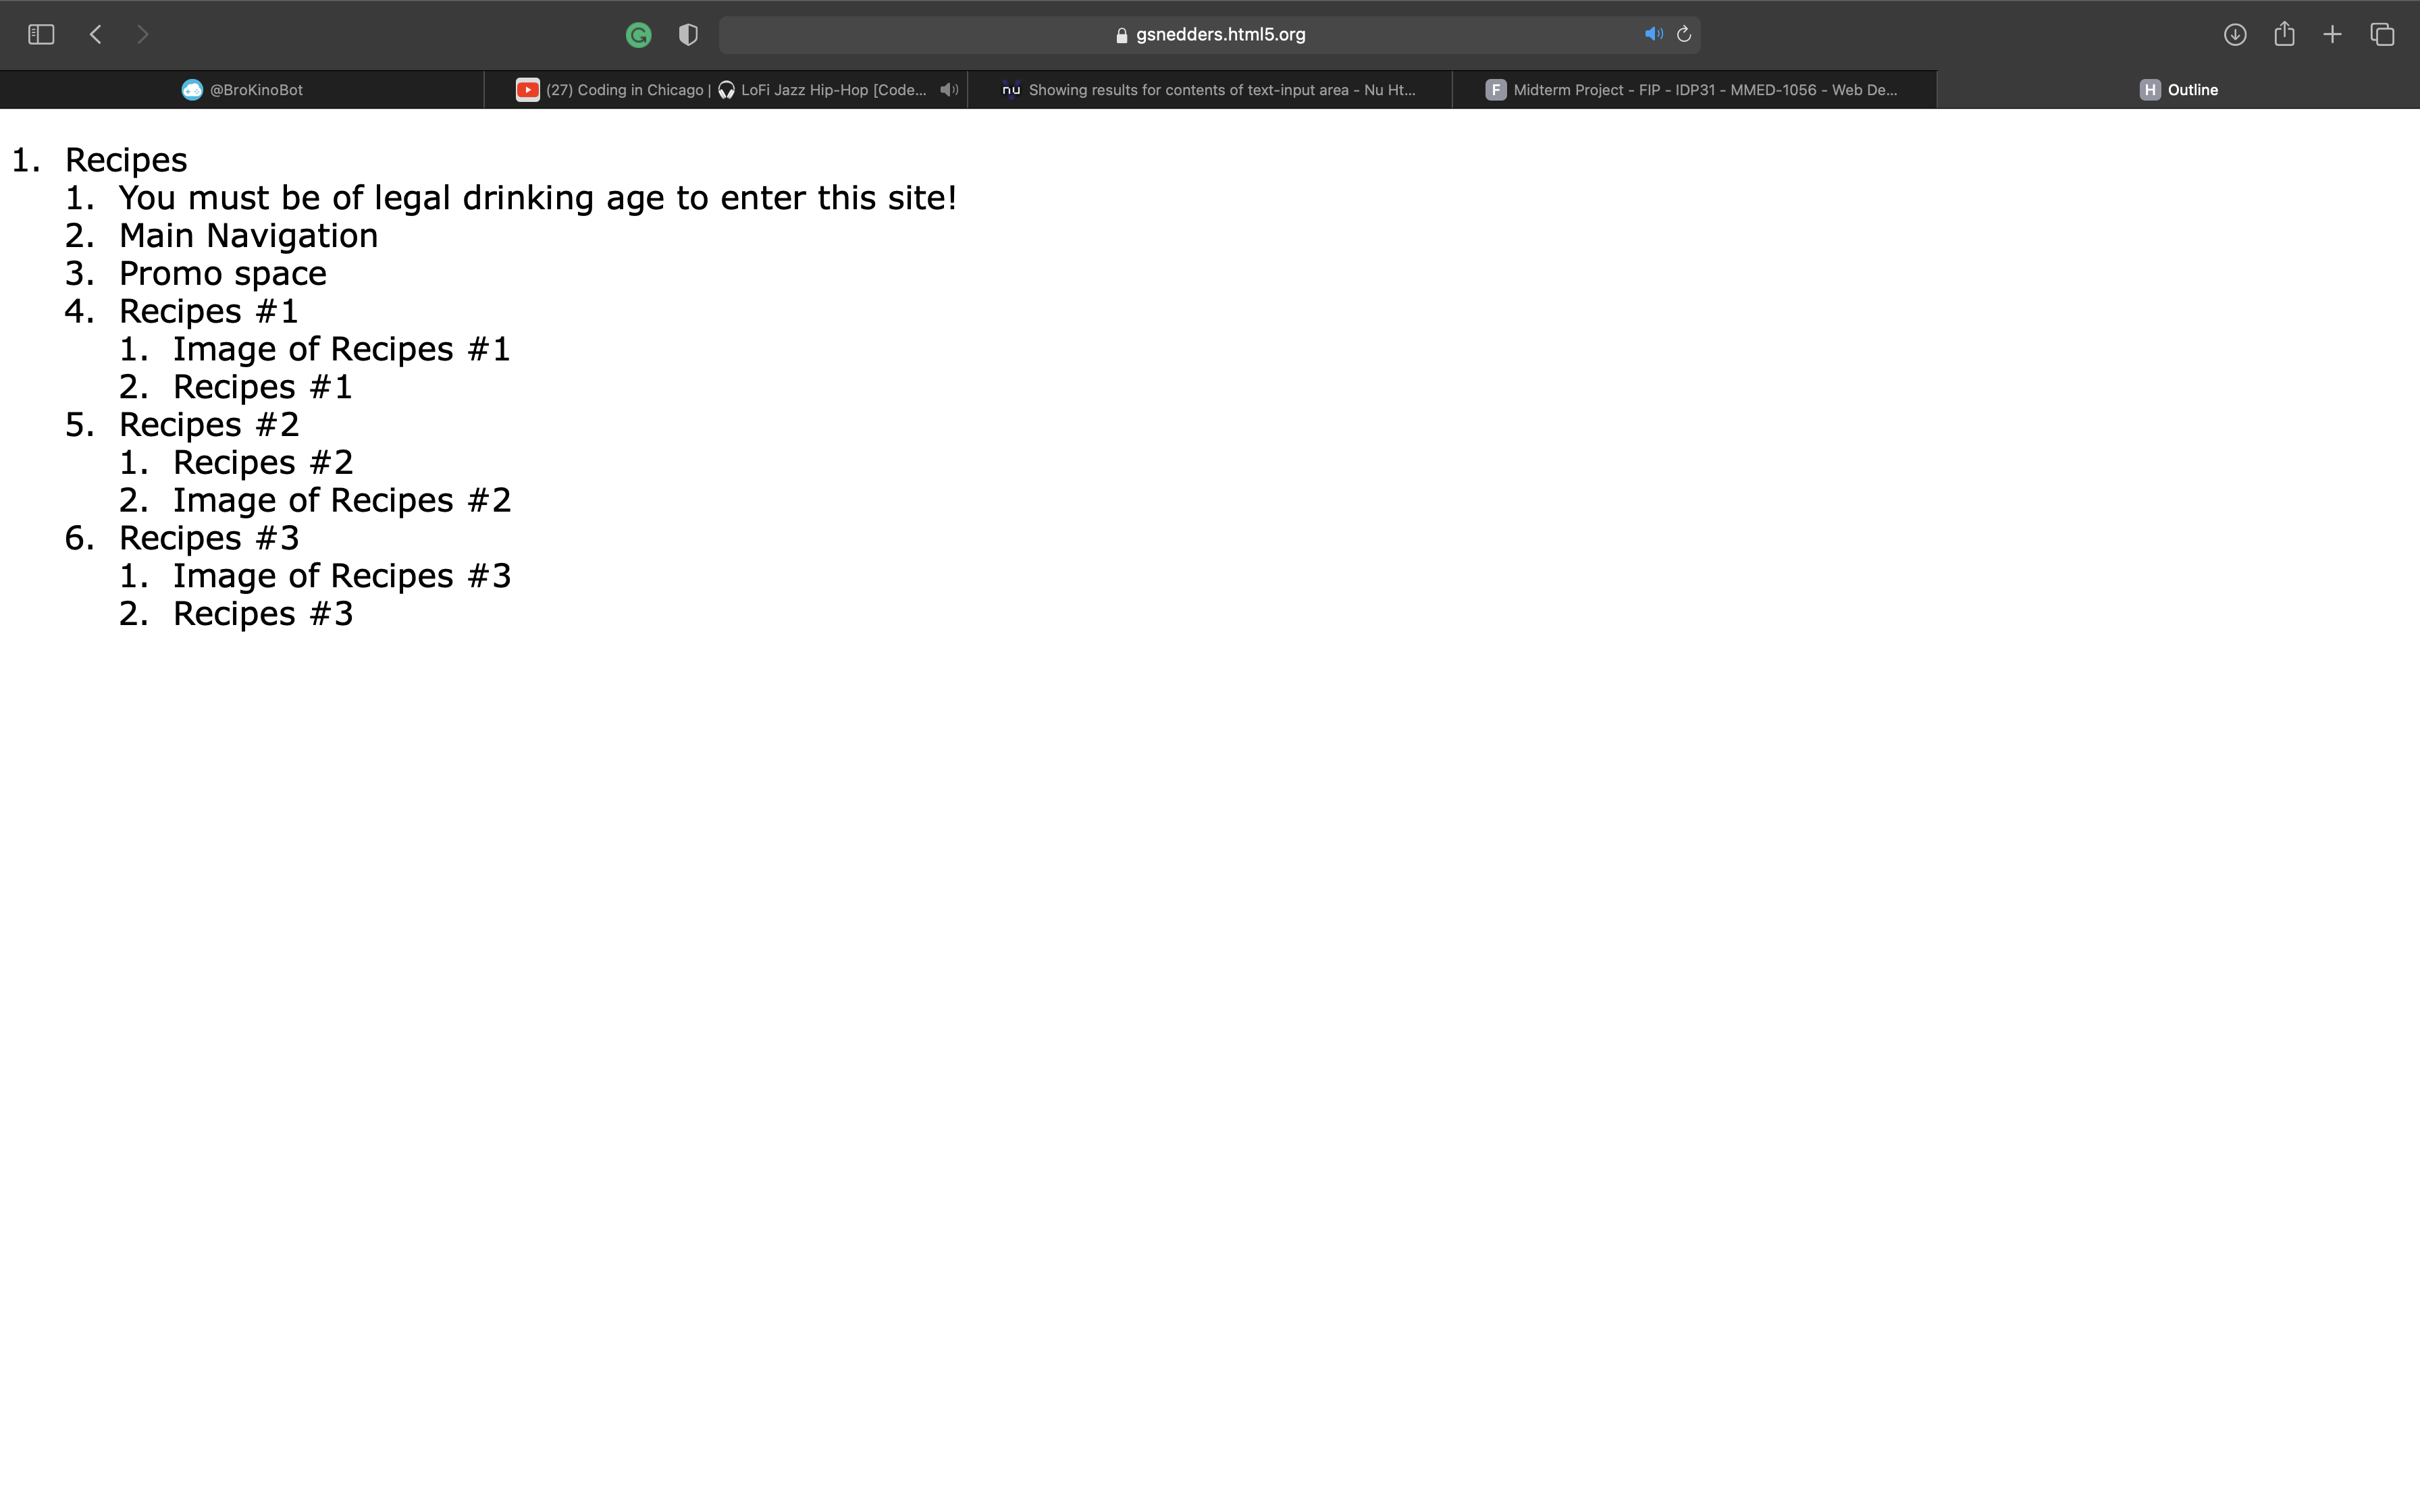 gsnedders.html5.org
@BroKinoBot
(27) Coding in Chicago | 🎧 LoFi Jazz Hip-Hop [Code...
nu Showing results for contents of text-input area - Nu Ht...
F Midterm Project - FIP - IDP31 - MMED-1056 - Web De...
H Outline
1. Recipes
1. You must be of legal drinking age to enter this site!
2. Main Navigation
3. Promo space
4. Recipes #1
1. Image of Recipes #1
2. Recipes #1
5. Recipes #2
1. Recipes #2
2. Image of Recipes #2
6. Recipes #3
1. Image of Recipes #3
2. Recipes #3